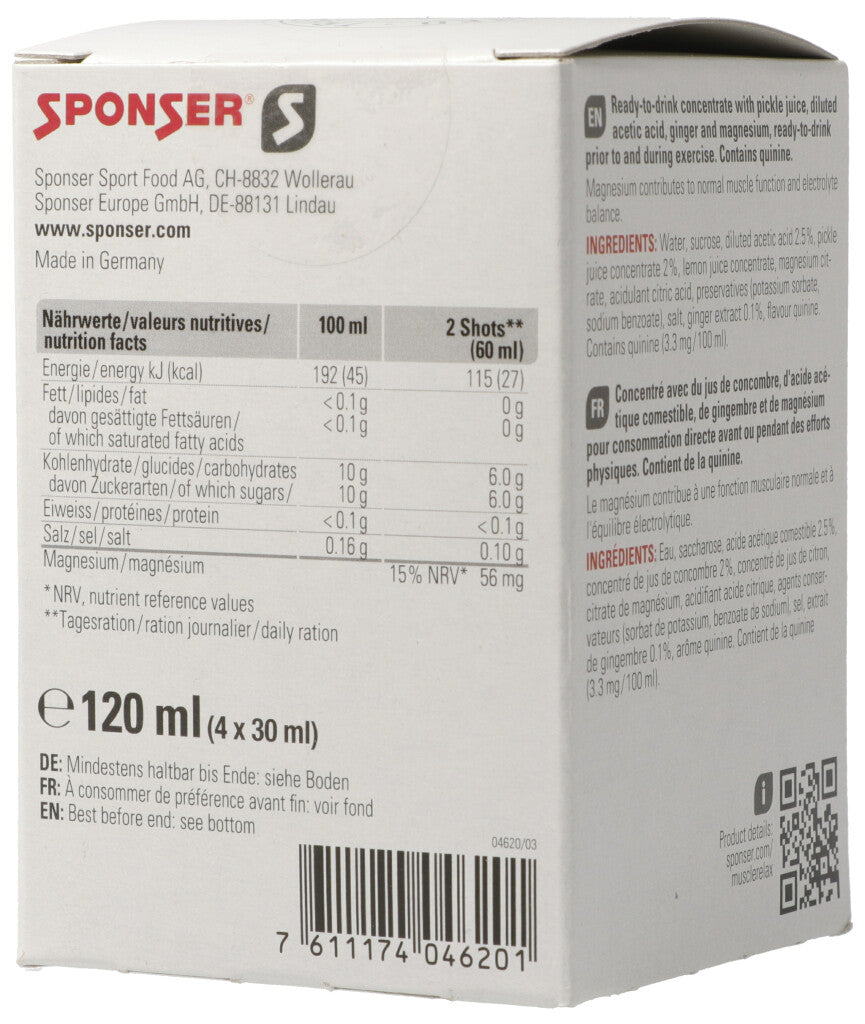 SPONSER® S
Sponser Sport Food AG, CH-8832 Wollerau
Sponser Europe GmbH, DE-88131 Lindau
www.sponser.com
Made in Germany
Nährwerte/valeurs nutritives/
nutrition facts
100 ml
2 Shots**
(60 ml)
Energie/energy kJ (kcal) 192 (45) 115 (27)
Fett/lipides/fat <0.1g 0g
davon gesättigte Fettsäuren/ <0.1g 0g
of which saturated fatty acids
Kohlenhydrate/glucides/carbohydrates 10g 6.0g
davon Zuckerarten/of which sugars/ 10g 6.0g
Eiweiss/protéines/protein <0.1g <0.1g
Salz/sel/salt 0.16g 0.10g
Magnesium/magnésium 15% NRV* 56 mg
*NRV, nutrient reference values
**Tagesration/ration journalier/daily ration
℮120 ml (4 x 30 ml)
DE: Mindestens haltbar bis Ende: siehe Boden
FR: À consommer de préférence avant fin: voir fond
EN: Best before end: see bottom
04620/03
7 611174 046201
EN Ready-to-drink concentrate with pickle juice, diluted
acetic acid, ginger and magnesium, ready-to-drink
prior to and during exercise. Contains quinine.
Magnesium contributes to normal muscle function and electrolyte
balance.
INGREDIENTS: Water, sucrose, diluted acetic acid 2.5%, pickle
juice concentrate 2%, lemon juice concentrate, magnesium cit-
rate, acidulant citric acid, preservatives (potassium sorbate,
sodium benzoate), salt, ginger extract 0.1%, flavour quinine.
Contains quinine (3.3 mg/100 ml).
FR Concentré avec du jus de concombre, d'acide acé-
tique comestible, de gingembre et de magnésium
pour consommation directe avant ou pendant des efforts
physiques. Contient de la quinine.
Le magnésium contribue à une fonction musculaire normale et à
l'équilibre électrolytique.
INGRÉDIENTS: Eau, saccharose, acide acétique comestible 2.5%,
concentré de jus de concombre 2%, concentré de jus de citron,
citrate de magnésium, acidifiant acide citrique, agents conser-
vateurs (sorbate de potassium, benzoate de sodium), sel, extrait
de gingembre 0.1%, arôme quinine. Contient de la quinine
(3.3 mg/100 ml).
i
Product details:
sponser.com/
musclerelax